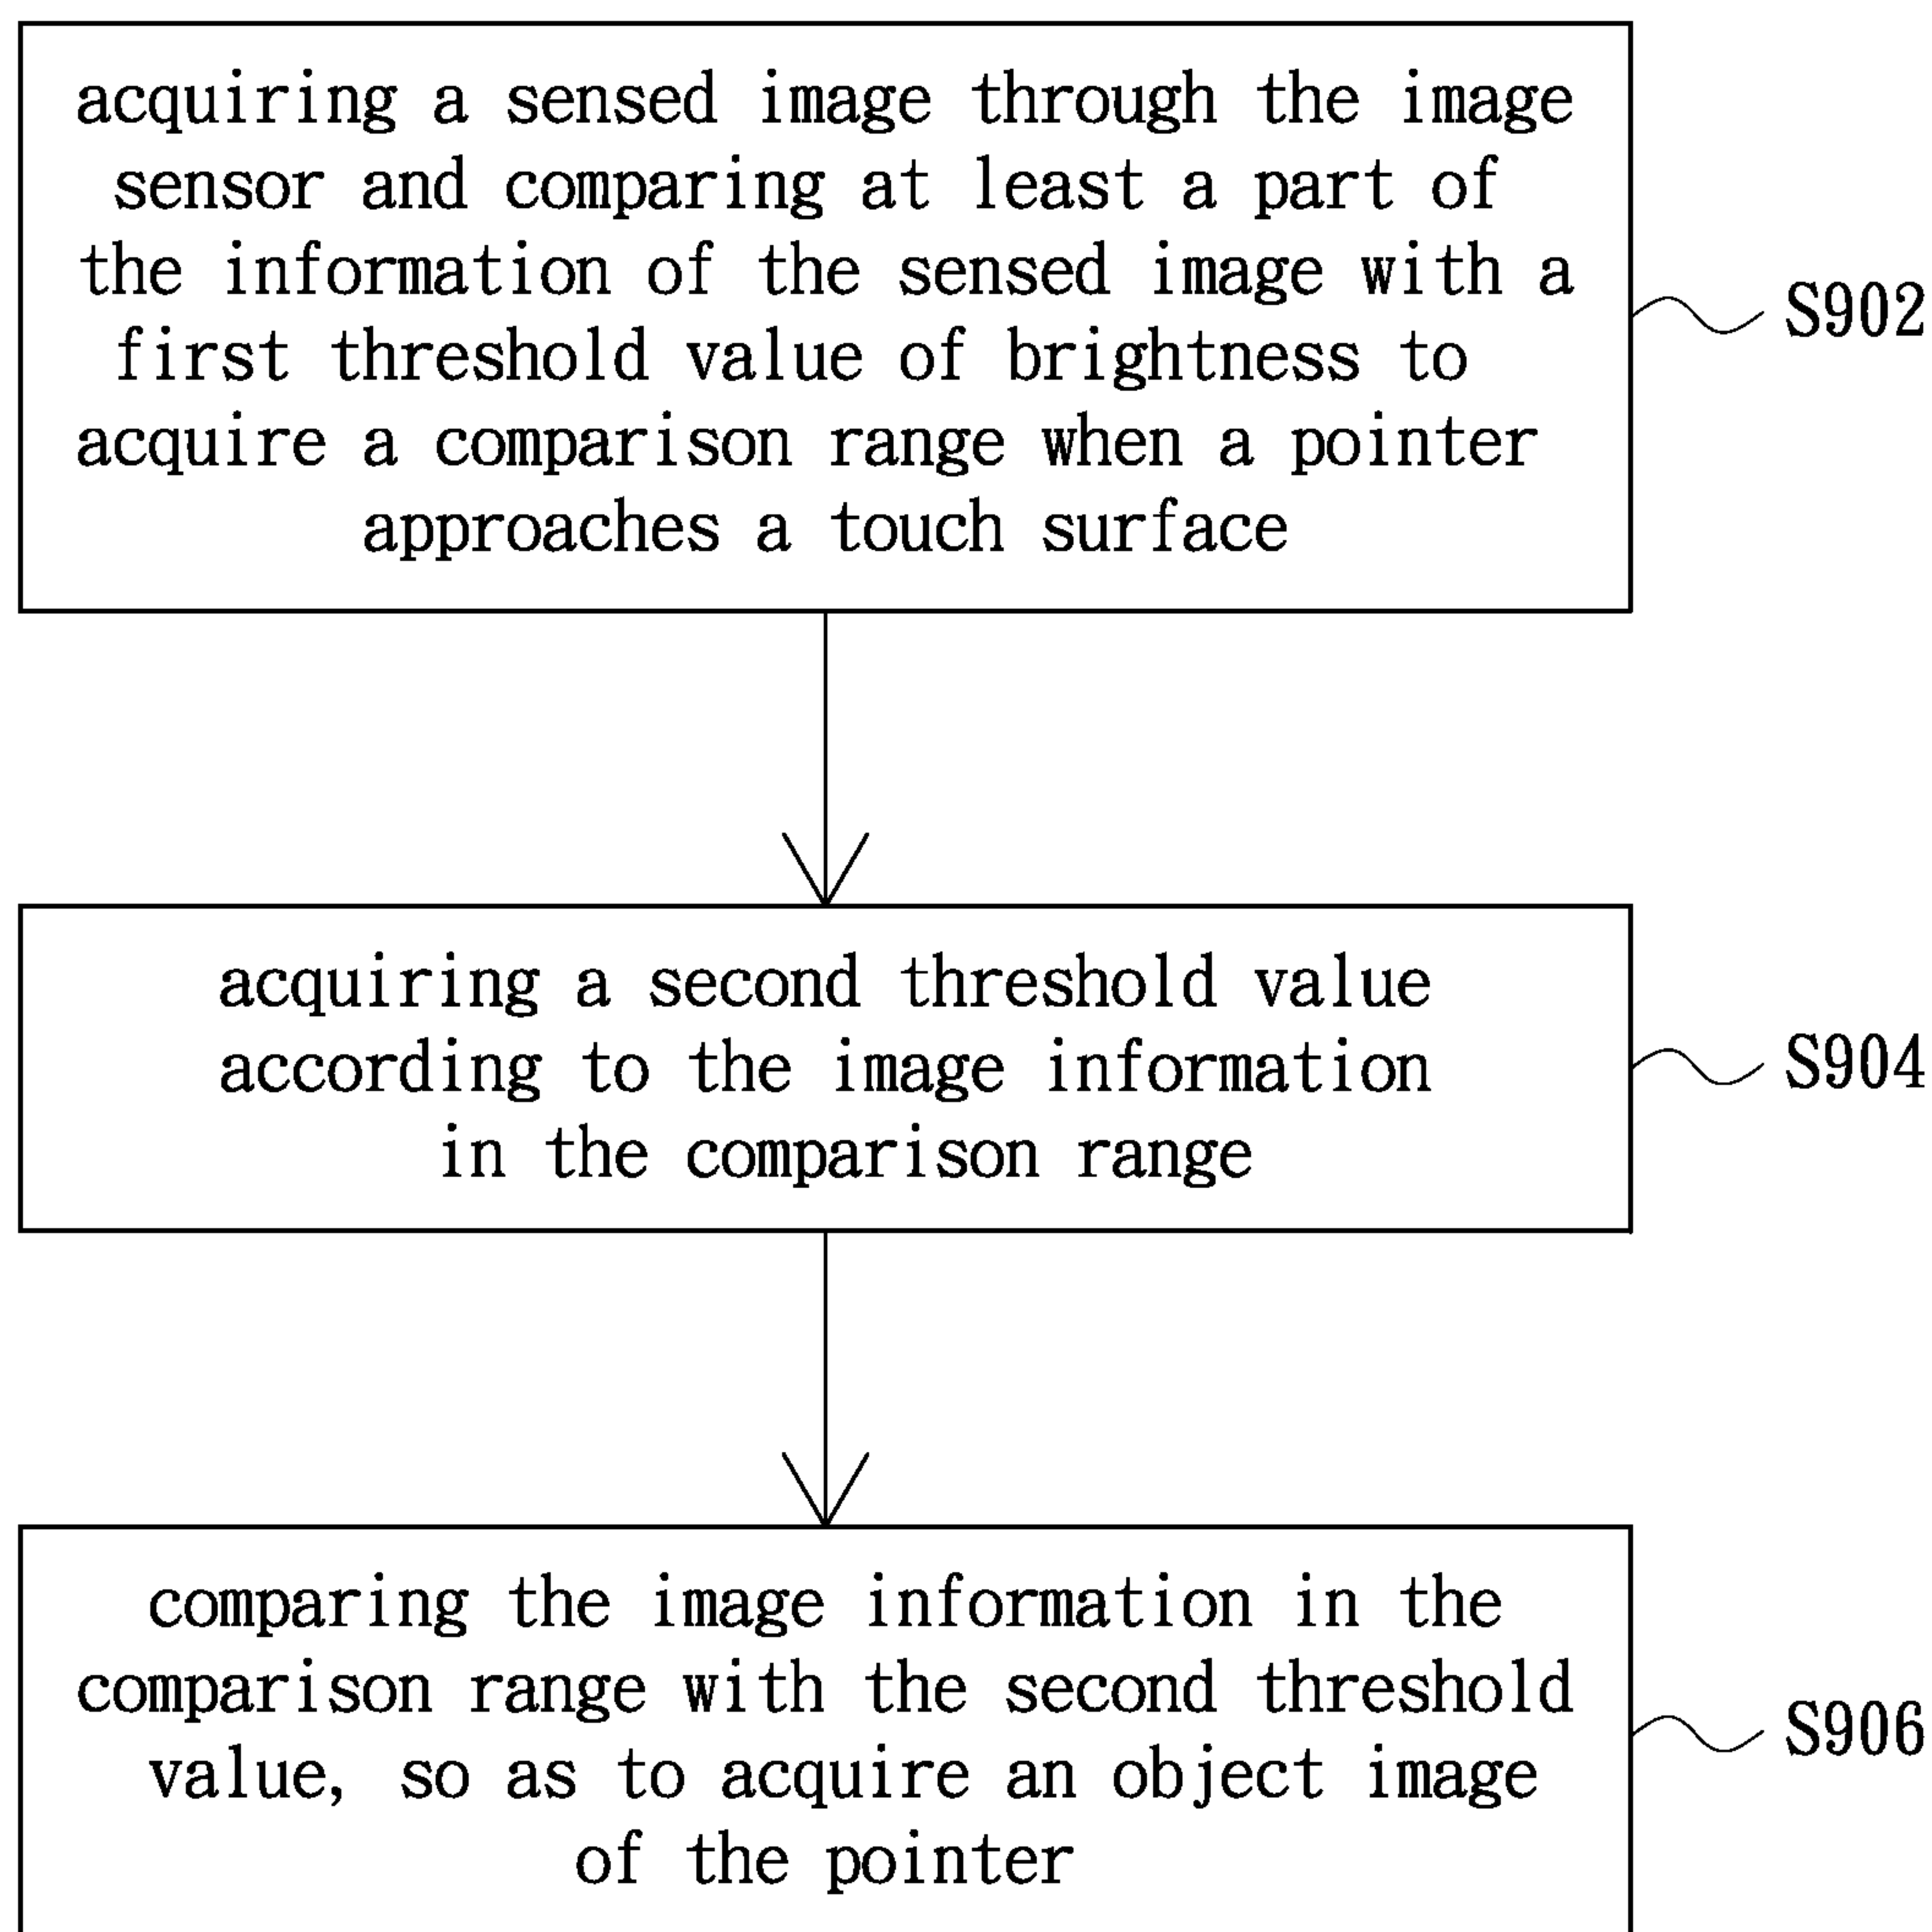 acquiring a sensed image through the image
sensor and comparing at least a part of
the information of the sensed image with a
first threshold value of brightness to
acquire a comparison range when a pointer
approaches a touch surface
S902
acquiring a second threshold value
according to the image information
in the comparison range
S904
comparing the image information in the
comparison range with the second threshold
value, so as to acquire an object image
of the pointer
S906